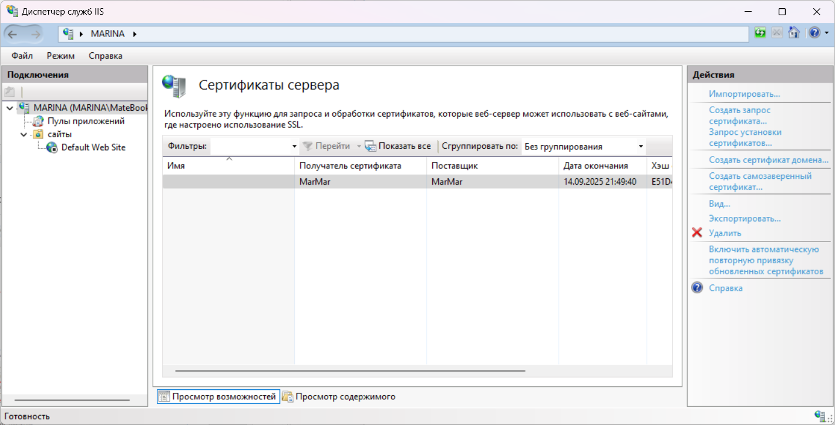 Диспетчер служб IIS
MARINA
Файл Режим Справка
Подключения
MARINA (MARINA\MateBook
Пулы приложений
сайты
Default Web Site
Сертификаты сервера
Используйте эту функцию для запроса и обработки сертификатов, которые веб-сервер может использовать с веб-сайтами,
где настроено использование SSL.
Фильтры: Перейти Показать все Сгруппировать по: Без группирования
Имя Получатель сертификата Поставщик Дата окончания Хэш
MarMar MarMar 14.09.2025 21:49:40 E51D
Просмотр возможностей Просмотр содержимого
Действия
Импортировать...
Создать запрос
сертификата...
Запрос установки
сертификатов...
Создать сертификат домена...
Создать самозаверенный
сертификат...
Вид...
Экспортировать...
Удалить
Включить автоматическую
повторную привязку
обновленных сертификатов
Справка
Готовность